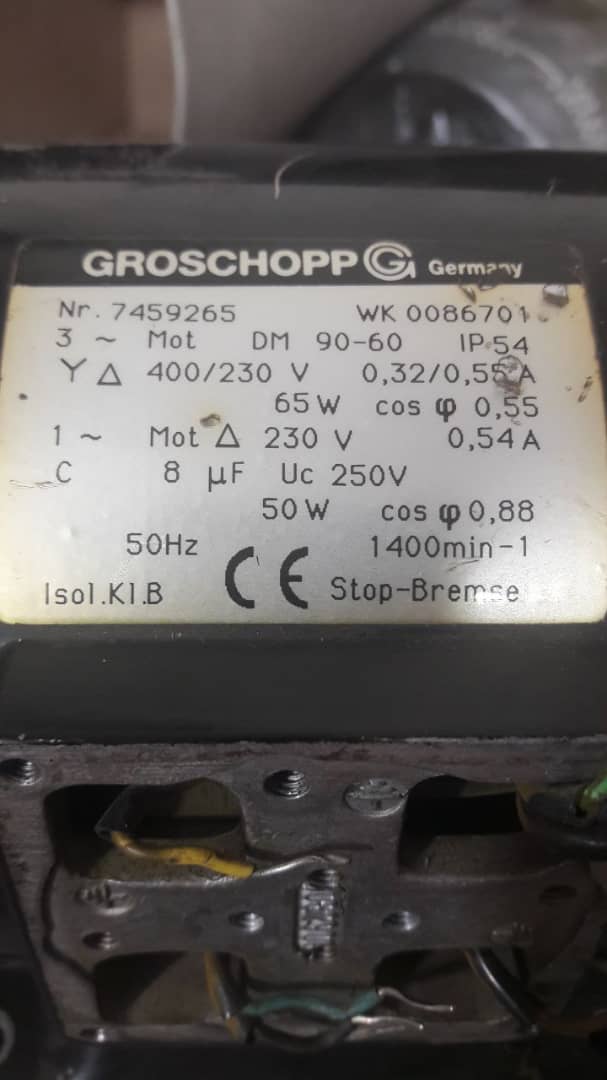 GROSCHOPP G Germany
Nr. 7459265 WK 0086701
3 ~ Mot DM 90-60 IP 54
Y Δ 400/230 V 0,32/0,55 A
65 W cos φ 0,55
1 ~ Mot Δ 230 V 0,54 A
C 8 µF Uc 250V
50 W cos φ 0,88
50Hz CE 1400min-1
Isol.Kl.B Stop-Bremse